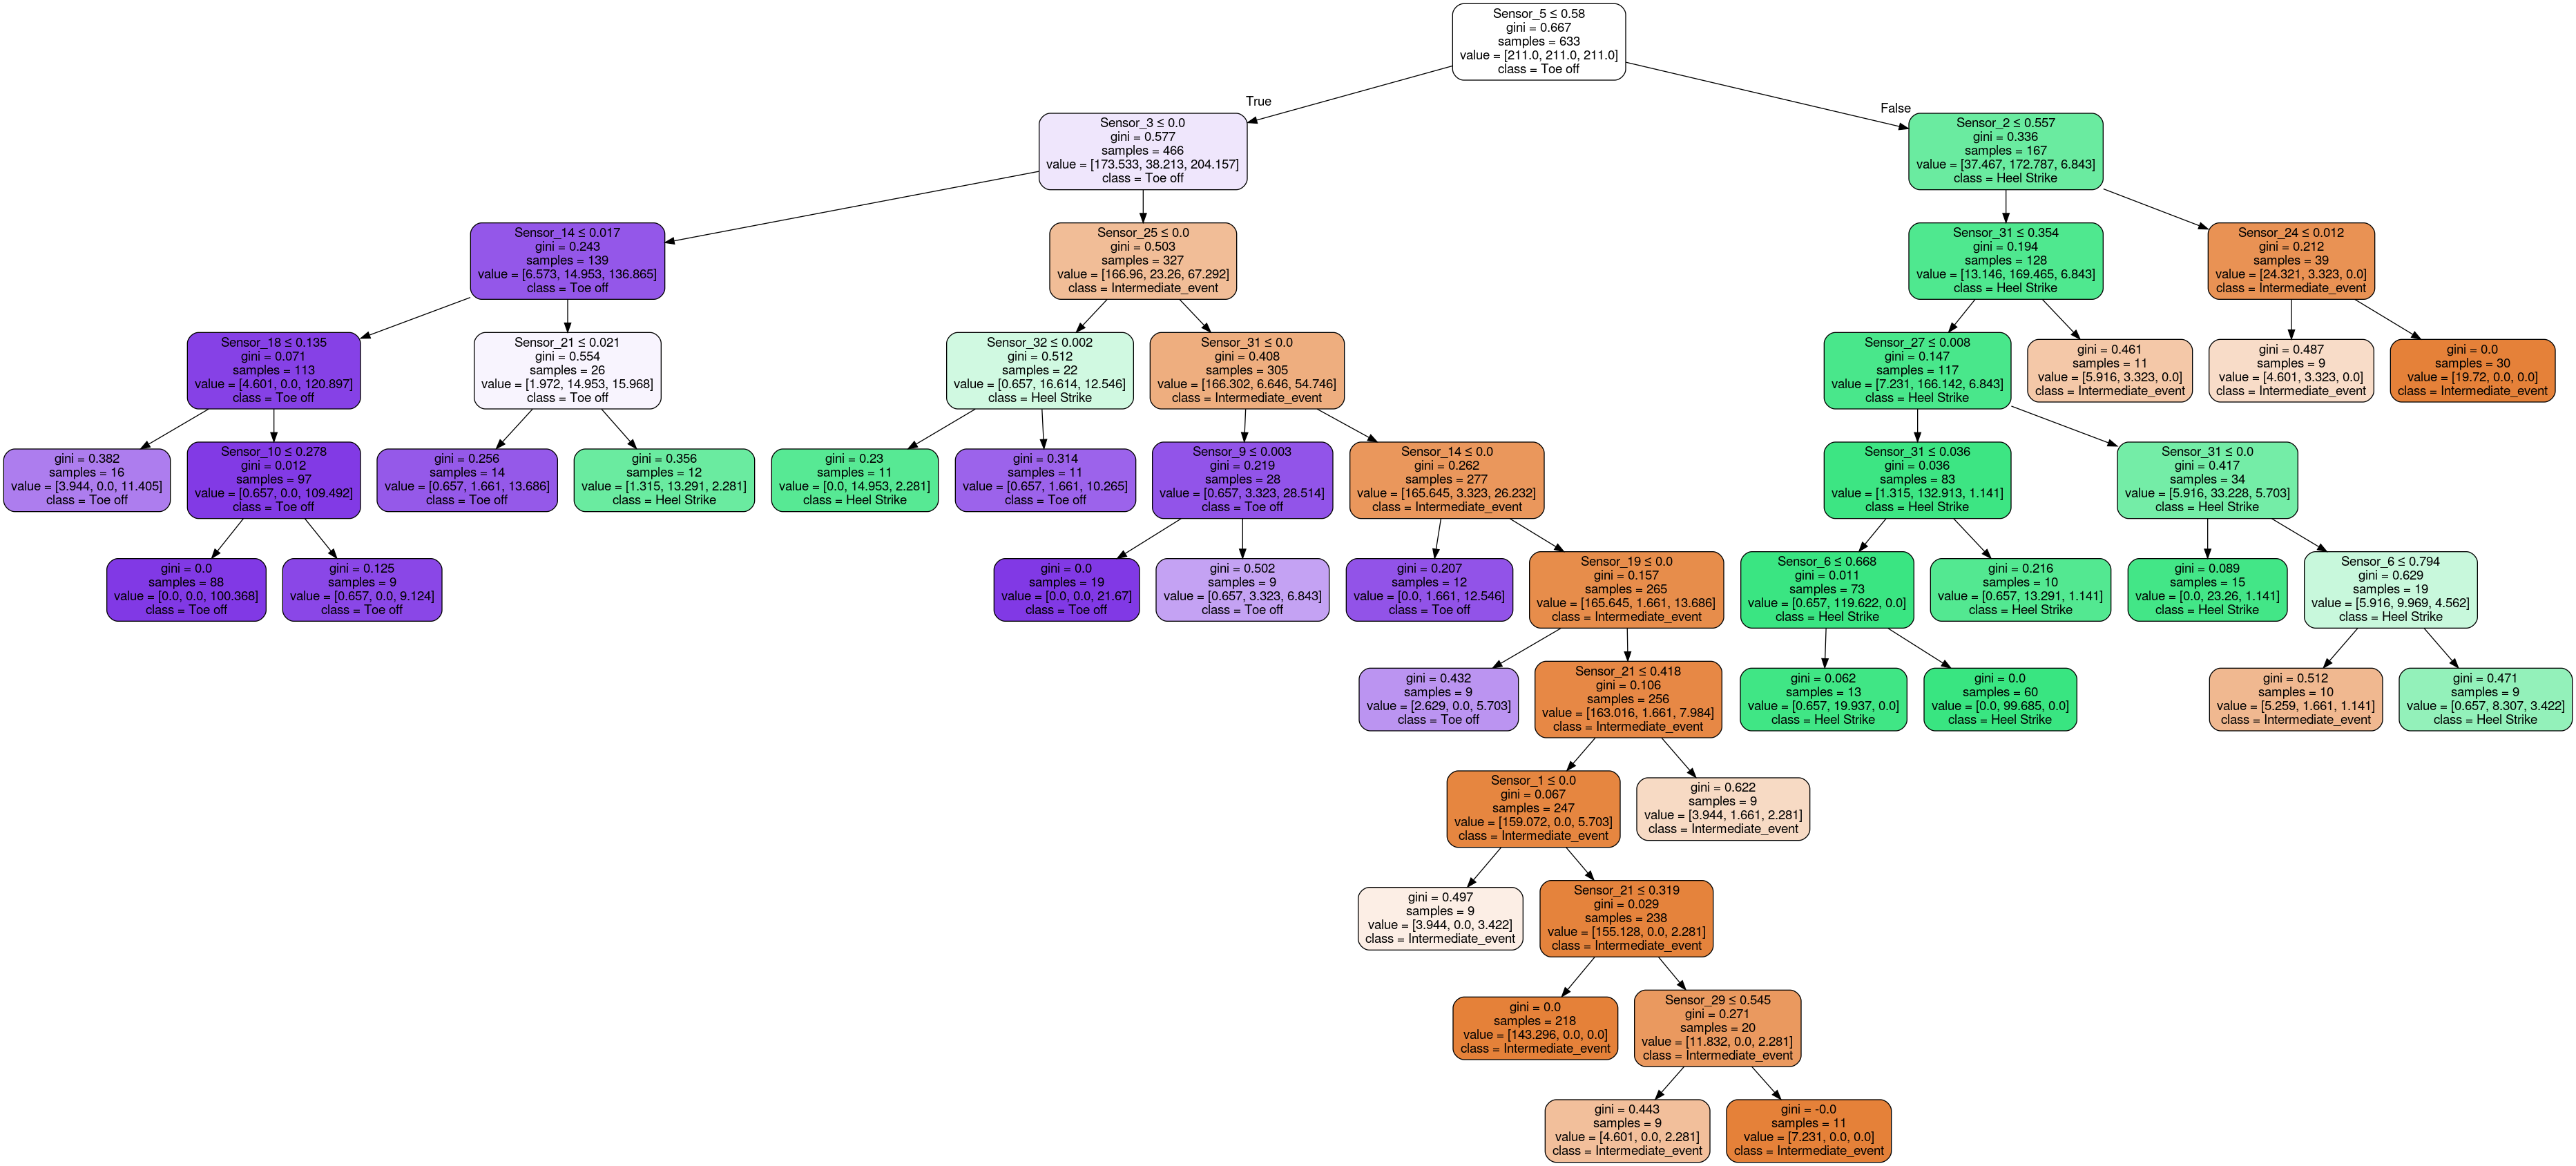 Sensor_5 ≤ 0.58
gini = 0.667
samples = 633
value = [211.0, 211.0, 211.0]
class = Toe off
True
False
Sensor_3 ≤ 0.0
gini = 0.577
samples = 466
value = [173.533, 38.213, 204.157]
class = Toe off
Sensor_2 ≤ 0.557
gini = 0.336
samples = 167
value = [37.467, 172.787, 6.843]
class = Heel Strike
Sensor_14 ≤ 0.017
gini = 0.243
samples = 139
value = [6.573, 14.953, 136.865]
class = Toe off
Sensor_25 ≤ 0.0
gini = 0.503
samples = 327
value = [166.96, 23.26, 67.292]
class = Intermediate_event
Sensor_31 ≤ 0.354
gini = 0.194
samples = 128
value = [13.146, 169.465, 6.843]
class = Heel Strike
Sensor_24 ≤ 0.012
gini = 0.212
samples = 39
value = [24.321, 3.323, 0.0]
class = Intermediate_event
Sensor_18 ≤ 0.135
gini = 0.071
samples = 113
value = [4.601, 0.0, 120.897]
class = Toe off
Sensor_21 ≤ 0.021
gini = 0.554
samples = 26
value = [1.972, 14.953, 15.968]
class = Toe off
Sensor_32 ≤ 0.002
gini = 0.512
samples = 22
value = [0.657, 16.614, 12.546]
class = Heel Strike
Sensor_31 ≤ 0.0
gini = 0.408
samples = 305
value = [166.302, 6.646, 54.746]
class = Intermediate_event
Sensor_27 ≤ 0.008
gini = 0.147
samples = 117
value = [7.231, 166.142, 6.843]
class = Heel Strike
gini = 0.461
samples = 11
value = [5.916, 3.323, 0.0]
class = Intermediate_event
gini = 0.487
samples = 9
value = [4.601, 3.323, 0.0]
class = Intermediate_event
gini = 0.0
samples = 30
value = [19.72, 0.0, 0.0]
class = Intermediate_event
gini = 0.382
samples = 16
value = [3.944, 0.0, 11.405]
class = Toe off
Sensor_10 ≤ 0.278
gini = 0.012
samples = 97
value = [0.657, 0.0, 109.492]
class = Toe off
gini = 0.256
samples = 14
value = [0.657, 1.661, 13.686]
class = Toe off
gini = 0.356
samples = 12
value = [1.315, 13.291, 2.281]
class = Heel Strike
gini = 0.23
samples = 11
value = [0.0, 14.953, 2.281]
class = Heel Strike
gini = 0.314
samples = 11
value = [0.657, 1.661, 10.265]
class = Toe off
Sensor_9 ≤ 0.003
gini = 0.219
samples = 28
value = [0.657, 3.323, 28.514]
class = Toe off
Sensor_14 ≤ 0.0
gini = 0.262
samples = 277
value = [165.645, 3.323, 26.232]
class = Intermediate_event
Sensor_31 ≤ 0.036
gini = 0.036
samples = 83
value = [1.315, 132.913, 1.141]
class = Heel Strike
Sensor_31 ≤ 0.0
gini = 0.417
samples = 34
value = [5.916, 33.228, 5.703]
class = Heel Strike
gini = 0.0
samples = 88
value = [0.0, 0.0, 100.368]
class = Toe off
gini = 0.125
samples = 9
value = [0.657, 0.0, 9.124]
class = Toe off
gini = 0.0
samples = 19
value = [0.0, 0.0, 21.67]
class = Toe off
gini = 0.502
samples = 9
value = [0.657, 3.323, 6.843]
class = Toe off
gini = 0.207
samples = 12
value = [0.0, 1.661, 12.546]
class = Toe off
Sensor_19 ≤ 0.0
gini = 0.157
samples = 265
value = [165.645, 1.661, 13.686]
class = Intermediate_event
Sensor_6 ≤ 0.668
gini = 0.011
samples = 73
value = [0.657, 119.622, 0.0]
class = Heel Strike
gini = 0.216
samples = 10
value = [0.657, 13.291, 1.141]
class = Heel Strike
gini = 0.089
samples = 15
value = [0.0, 23.26, 1.141]
class = Heel Strike
Sensor_6 ≤ 0.794
gini = 0.629
samples = 19
value = [5.916, 9.969, 4.562]
class = Heel Strike
gini = 0.432
samples = 9
value = [2.629, 0.0, 5.703]
class = Toe off
Sensor_21 ≤ 0.418
gini = 0.106
samples = 256
value = [163.016, 1.661, 7.984]
class = Intermediate_event
gini = 0.062
samples = 13
value = [0.657, 19.937, 0.0]
class = Heel Strike
gini = 0.0
samples = 60
value = [0.0, 99.685, 0.0]
class = Heel Strike
gini = 0.512
samples = 10
value = [5.259, 1.661, 1.141]
class = Intermediate_event
gini = 0.471
samples = 9
value = [0.657, 8.307, 3.422]
class = Heel Strike
Sensor_1 ≤ 0.0
gini = 0.067
samples = 247
value = [159.072, 0.0, 5.703]
class = Intermediate_event
gini = 0.622
samples = 9
value = [3.944, 1.661, 2.281]
class = Intermediate_event
gini = 0.497
samples = 9
value = [3.944, 0.0, 3.422]
class = Intermediate_event
Sensor_21 ≤ 0.319
gini = 0.029
samples = 238
value = [155.128, 0.0, 2.281]
class = Intermediate_event
gini = 0.0
samples = 218
value = [143.296, 0.0, 0.0]
class = Intermediate_event
Sensor_29 ≤ 0.545
gini = 0.271
samples = 20
value = [11.832, 0.0, 2.281]
class = Intermediate_event
gini = 0.443
samples = 9
value = [4.601, 0.0, 2.281]
class = Intermediate_event
gini = -0.0
samples = 11
value = [7.231, 0.0, 0.0]
class = Intermediate_event